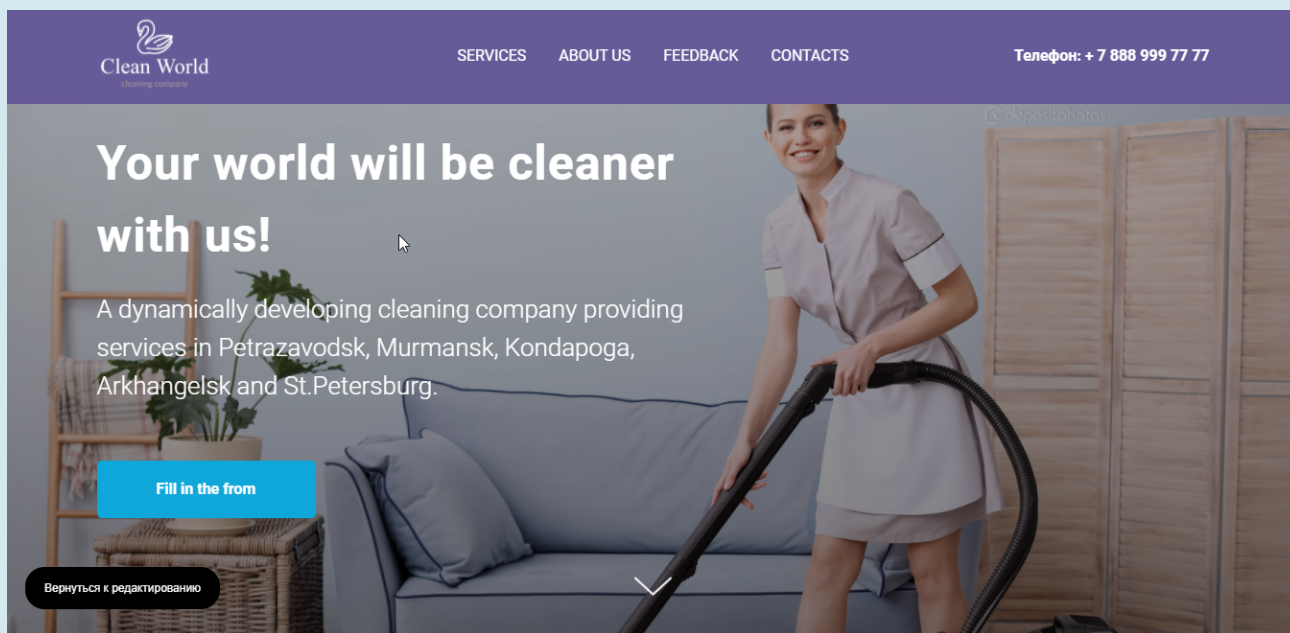 Clean World
cleaning company
SERVICES ABOUT US FEEDBACK CONTACTS
Телефон: + 7 888 999 77 77
depositphotos
Your world will be cleaner
with us!
A dynamically developing cleaning company providing
services in Petrazavodsk, Murmansk, Kondapoga,
Arkhangelsk and St.Petersburg.
Fill in the from
Вернуться к редактированию